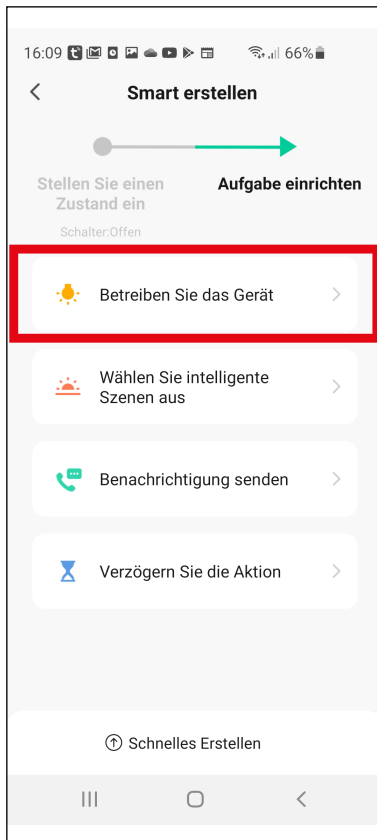 16:09 66%
Smart erstellen
Stellen Sie einen
Zustand ein
Schalter:Offen
Aufgabe einrichten
Betreiben Sie das Gerät
Wählen Sie intelligente
Szenen aus
Benachrichtigung senden
Verzögern Sie die Aktion
Schnelles Erstellen